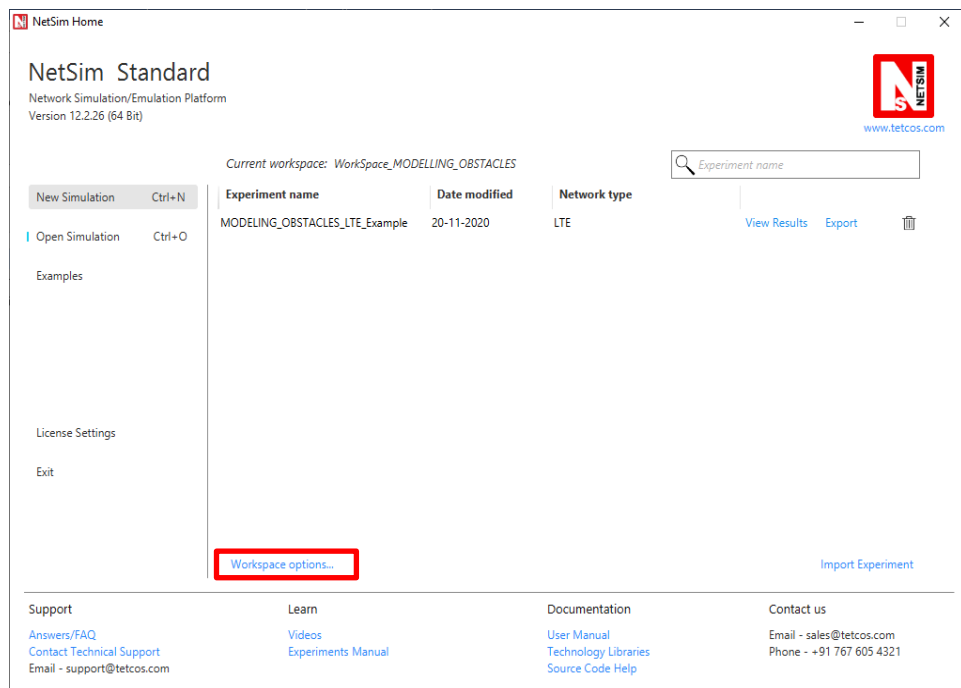 NetSim Home
NetSim Standard
Network Simulation/Emulation Platform
Version 12.2.26 (64 Bit)
NETSIM
www.tetcos.com
Current workspace: WorkSpace_MODELLING_OBSTACLES
Experiment name
New Simulation Ctrl+N
Experiment name Date modified Network type
MODELING_OBSTACLES_LTE_Example 20-11-2020 LTE View Results Export
Open Simulation Ctrl+O
Examples
License Settings
Exit
Workspace options...
Import Experiment
Support
Answers/FAQ
Contact Technical Support
Email - support@tetcos.com
Learn
Videos
Experiments Manual
Documentation
User Manual
Technology Libraries
Source Code Help
Contact us
Email - sales@tetcos.com
Phone - +91 767 605 4321